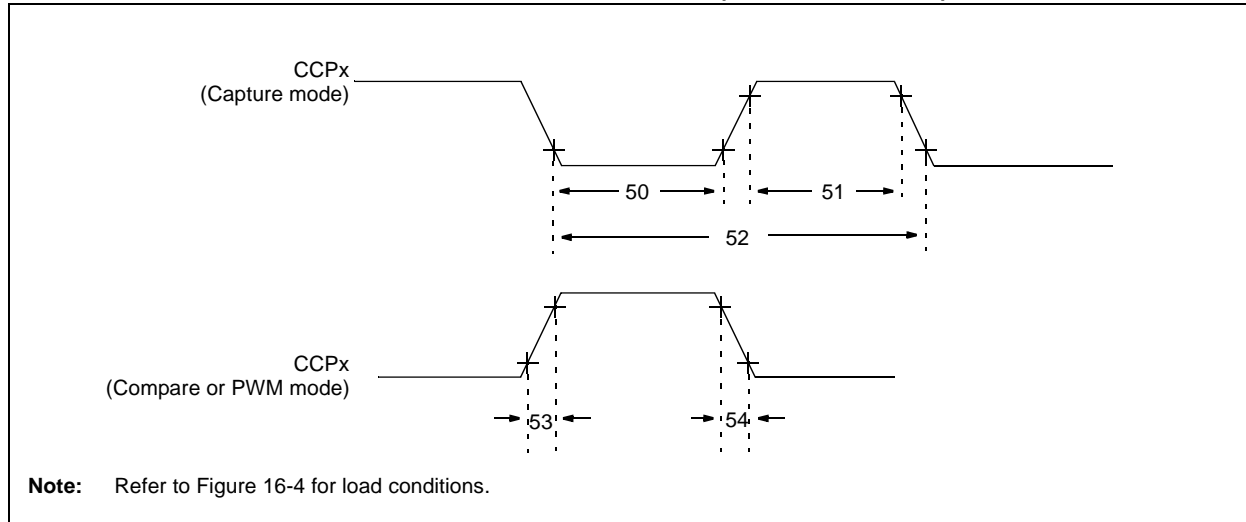 CCPx
(Capture mode)
50
51
52
CCPx
(Compare or PWM mode)
53
54
Note: Refer to Figure 16-4 for load conditions.